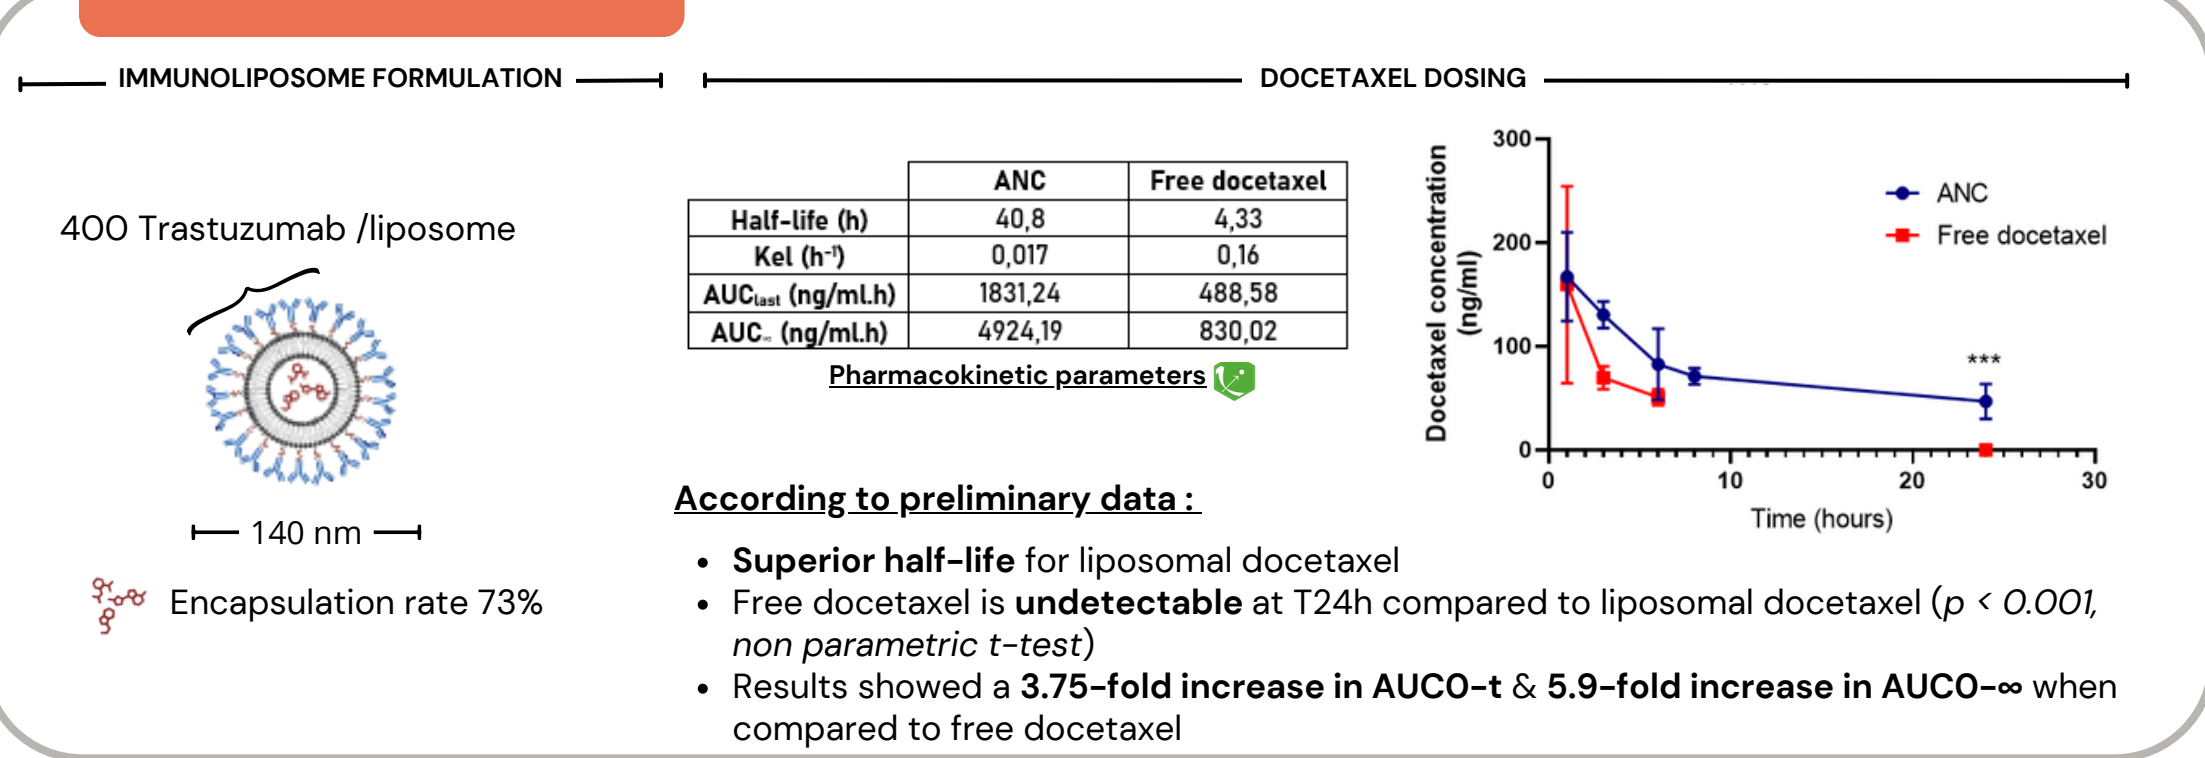 IMMUNOLIPOSOME FORMULATION
400 Trastuzumab /liposome
140 nm
Encapsulation rate 73%
DOCETAXEL DOSING
ANC Free docetaxel
Half-life (h) 40,8 4,33
Kel (h⁻¹) 0,017 0,16
AUClast (ng/ml.h) 1831,24 488,58
AUC∞ (ng/ml.h) 4924,19 830,02
Pharmacokinetic parameters
Docetaxel concentration
(ng/ml)
300
200
100
0
ANC
Free docetaxel
***
0 10 20 30
Time (hours)
According to preliminary data :
• Superior half-life for liposomal docetaxel
• Free docetaxel is undetectable at T24h compared to liposomal docetaxel (p < 0.001,
non parametric t-test)
• Results showed a 3.75-fold increase in AUC0-t & 5.9-fold increase in AUC0-∞ when
compared to free docetaxel